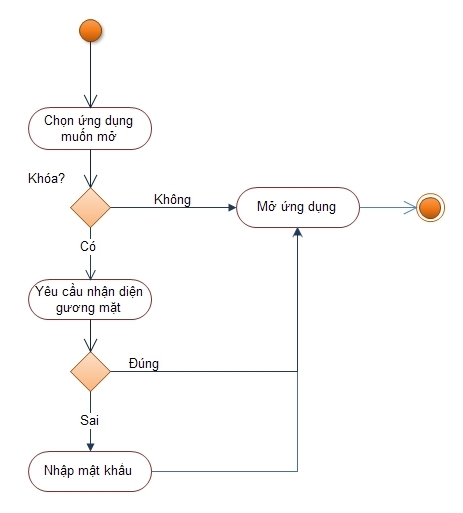 Chọn ứng dụng
muốn mở
Khóa?
Không
Mở ứng dụng
Có
Yêu cầu nhận diện
gương mặt
Đúng
Sai
Nhập mật khẩu